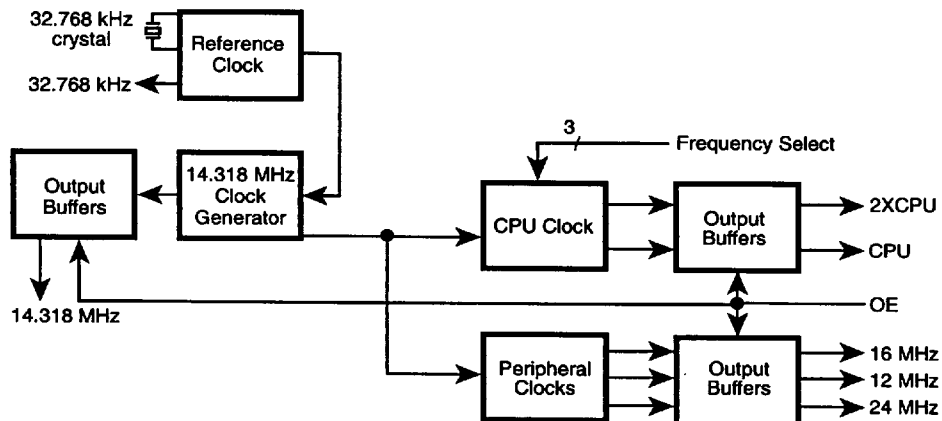 32.768 kHz
crystal
Reference
Clock
32.768 kHz
3
Frequency Select
Output
Buffers
14.318 MHz
Clock
Generator
CPU Clock
Output
Buffers
2XCPU
CPU
14.318 MHz
OE
Peripheral
Clocks
Output
Buffers
16 MHz
12 MHz
24 MHz